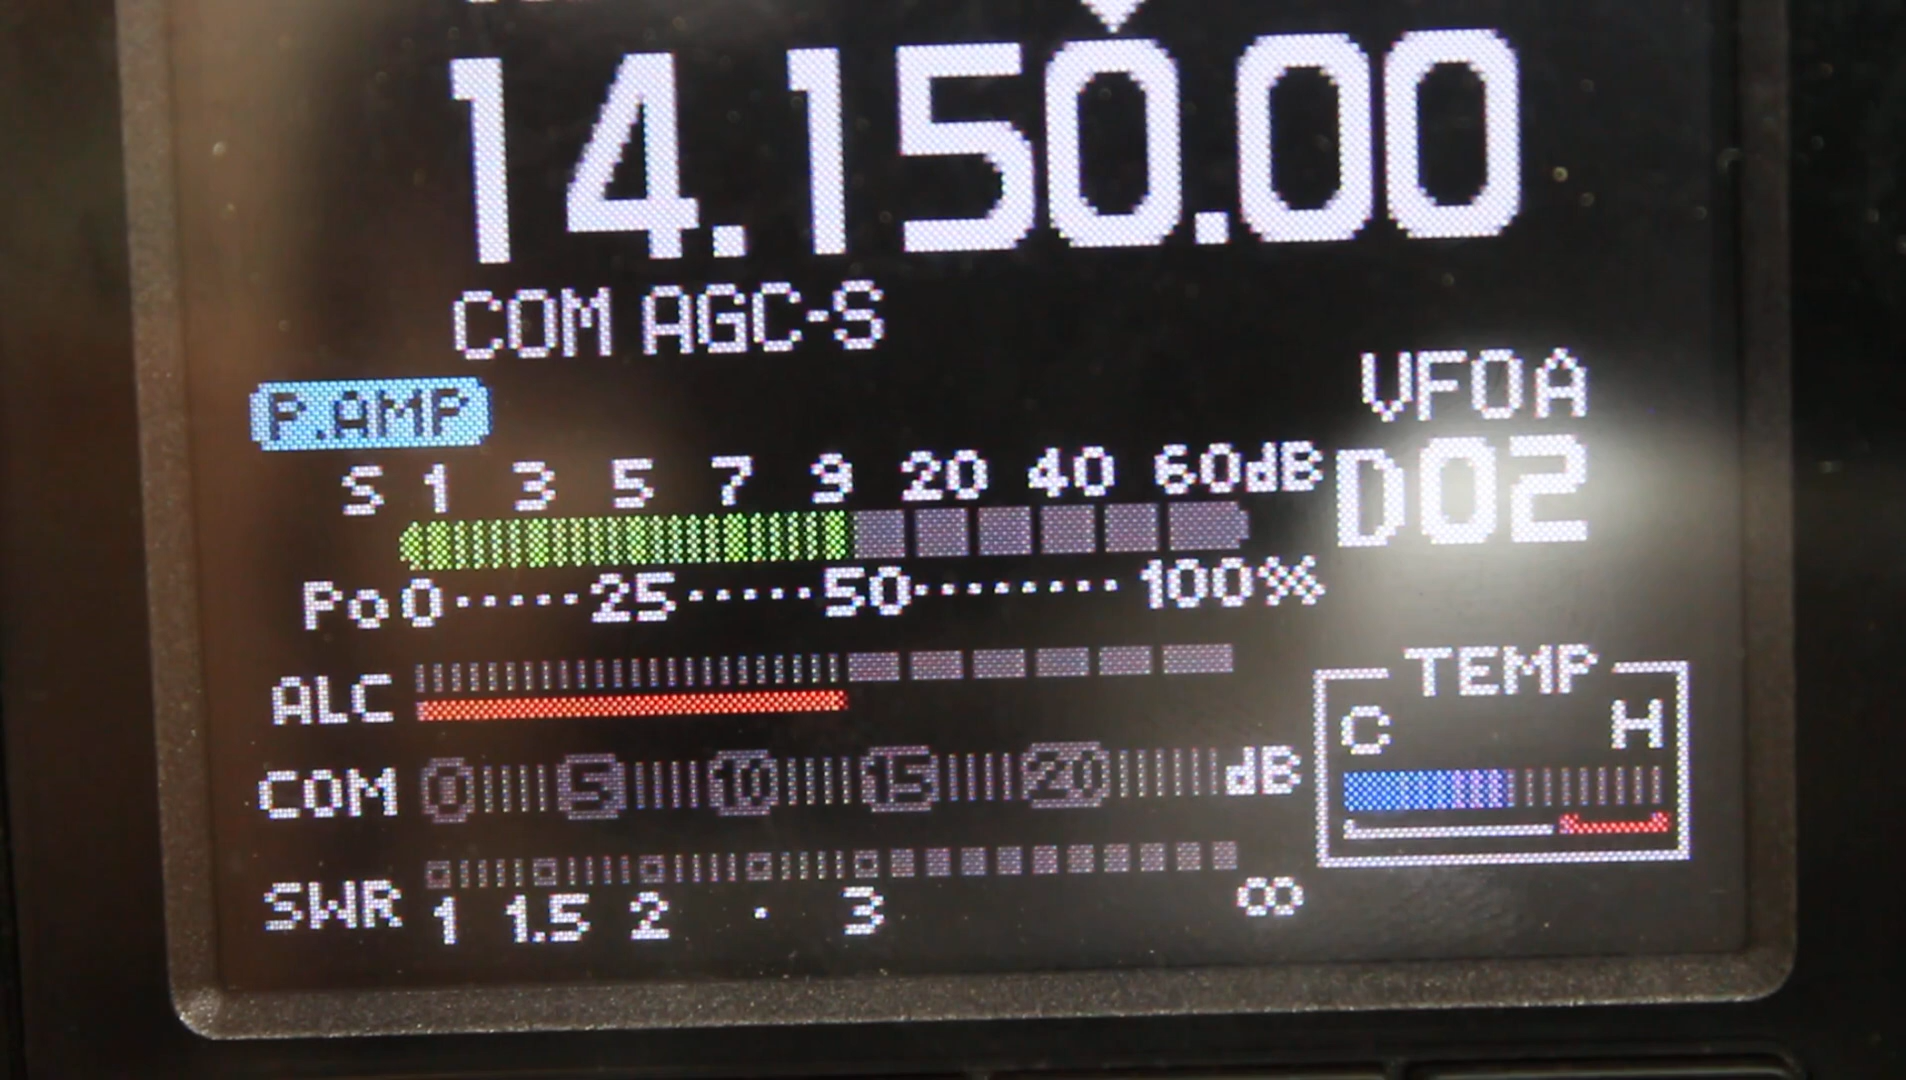 14.150.00
COM AGC-S
P.AMP
VFOA
D02
S 1 3 5 7 9 20 40 60dB
Po 0 25 50 100%
TEMP
C H
ALC
COM 0 5 10 15 20 dB
SWR 1 1.5 2 · 3 ∞